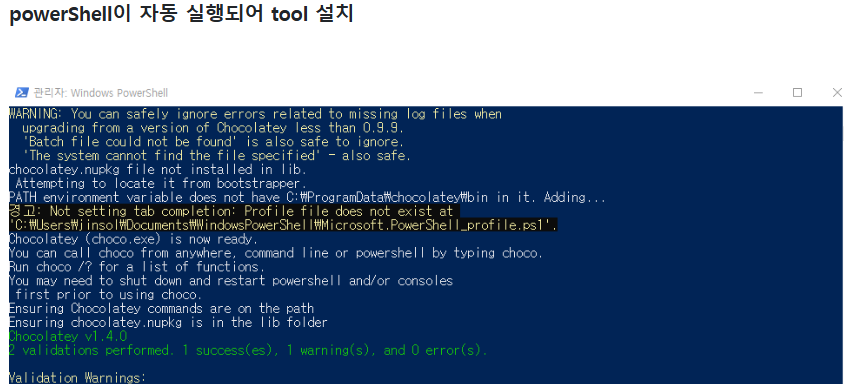 powerShell이 자동 실행되어 tool 설치
관리자: Windows PowerShell
WARNING: You can safely ignore errors related to missing log files when
  upgrading from a version of Chocolatey less than 0.9.9.
  'Batch file could not be found' is also safe to ignore.
  'The system cannot find the file specified' - also safe.
chocolatey.nupkg file not installed in lib.
 Attempting to locate it from bootstrapper.
PATH environment variable does not have C:₩ProgramData₩chocolatey₩bin in it. Adding...
경고: Not setting tab completion: Profile file does not exist at
'C:₩Users₩jinsol₩Documents₩WindowsPowerShell₩Microsoft.PowerShell_profile.ps1'.
Chocolatey (choco.exe) is now ready.
You can call choco from anywhere, command line or powershell by typing choco.
Run choco /? for a list of functions.
You may need to shut down and restart powershell and/or consoles
 first prior to using choco.
Ensuring Chocolatey commands are on the path
Ensuring chocolatey.nupkg is in the lib folder
Chocolatey v1.4.0
2 validations performed. 1 success(es), 1 warning(s), and 0 error(s).
Validation Warnings: